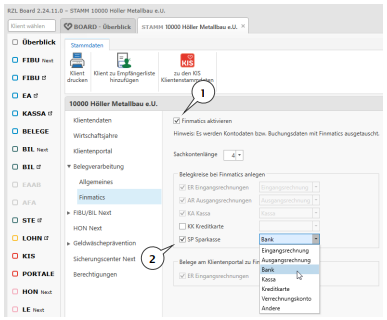 RZL Board - Version 2.24.11.0 – STAMM 10000 Höller Metallbau e.U.
Klient wählen
BOARD - Übersicht
STAMM 10000 Höller Metallbau e.U. ×
Überblick
FIBU Next
FIBU
EA
KASSA
BELEGE
BIL Next
BIL
EAAR
AFA
STE
LOHN
KIS
PORTALE
HON Next
LE Next
Stammdaten
Klient drucken
Klient zu Empfängerliste hinzufügen
KIS
zu den KIS Klientenstammdaten
10000 Höller Metallbau e.U.
Klientendaten
Wirtschaftsjahre
Klientenportal
Belegverarbeitung
Allgemeines
Finmatics
FIBU/BIL Next
HON Next
Geldwäscheprävention
Sicherungscenter Next
Berechtigungen
1
Finmatics aktivieren
Hinweis: Es werden Kontodaten bzw. Buchungsdaten mit Finmatics ausgetauscht.
Sachkontenlänge 4
Belegkreise bei Finmatics anlegen
ER Eingangsrechnungen Eingangsrechnung
AR Ausgangsrechnungen Ausgangsrechnung
KA Kassa Kassa
KK Kreditkarte
2
SP Sparkasse Bank
Eingangsrechnung
Ausgangsrechnung
Bank
Kassa
Kreditkarte
Verrechnungskonto
Andere
Belege am Klientenportal zu Fin
ER Eingangsrechnungen